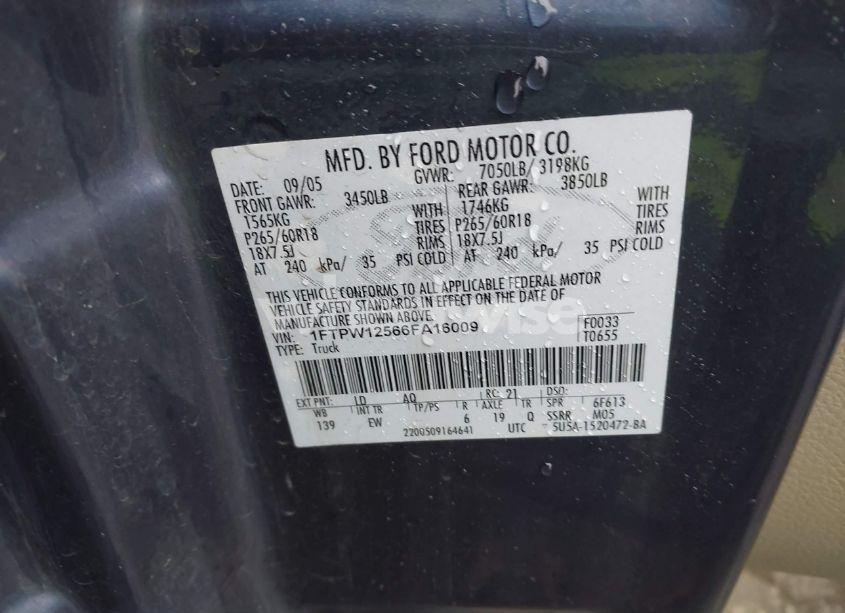 MFD. BY FORD MOTOR CO.
DATE: 09/05 GVWR: 7050LB/ 3198KG
FRONT GAWR: 3450LB REAR GAWR: 3850LB
1565KG WITH 1746KG WITH
P265/60R18 TIRES P265/60R18 TIRES
18X7.5J RIMS 18X7.5J RIMS
AT 240 kPa/ 35 PSI COLD AT 240 kPa/ 35 PSI COLD
THIS VEHICLE CONFORMS TO ALL APPLICABLE FEDERAL MOTOR
VEHICLE SAFETY STANDARDS IN EFFECT ON THE DATE OF
MANUFACTURE SHOWN ABOVE.
VIN: 1FTPW12566FA16009 F0033
TYPE: Truck T0655
EXT PNT: LD AQ RC: 21 DSO:
WB INT TR TP/PS R AXLE TR SPR 6F613
139 EW 6 19 Q SSRR M05
2200509164641 UTC 5U5A-1520472-BA